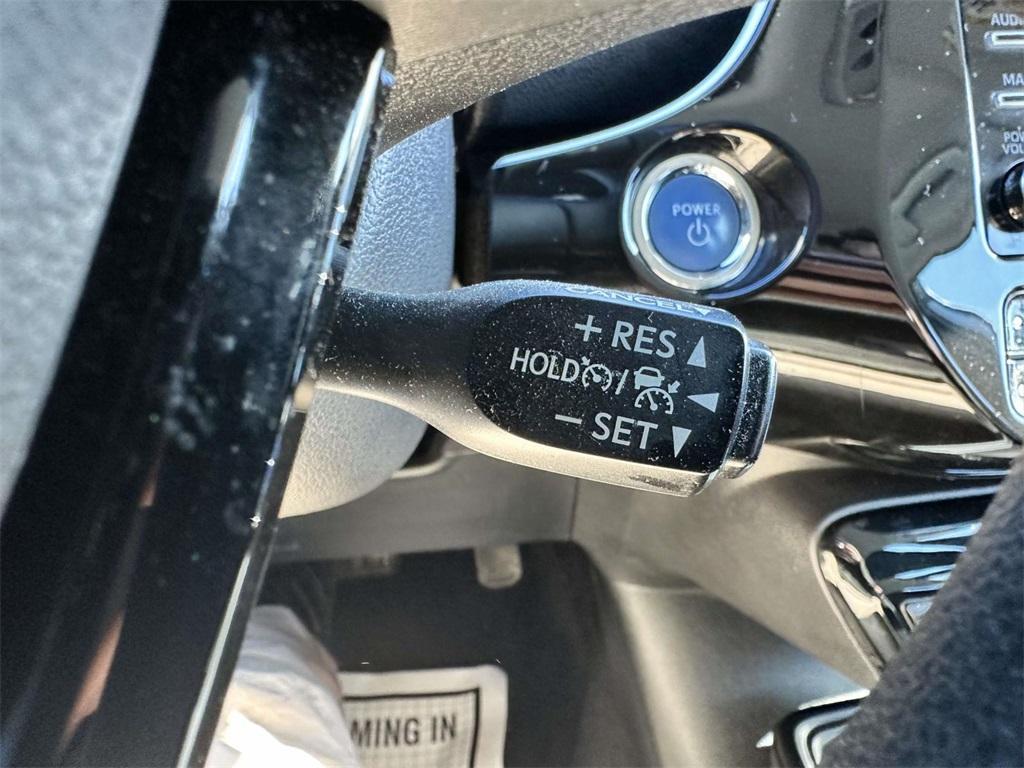 POWER
CANCEL
+ RES
HOLD /
− SET
MING IN